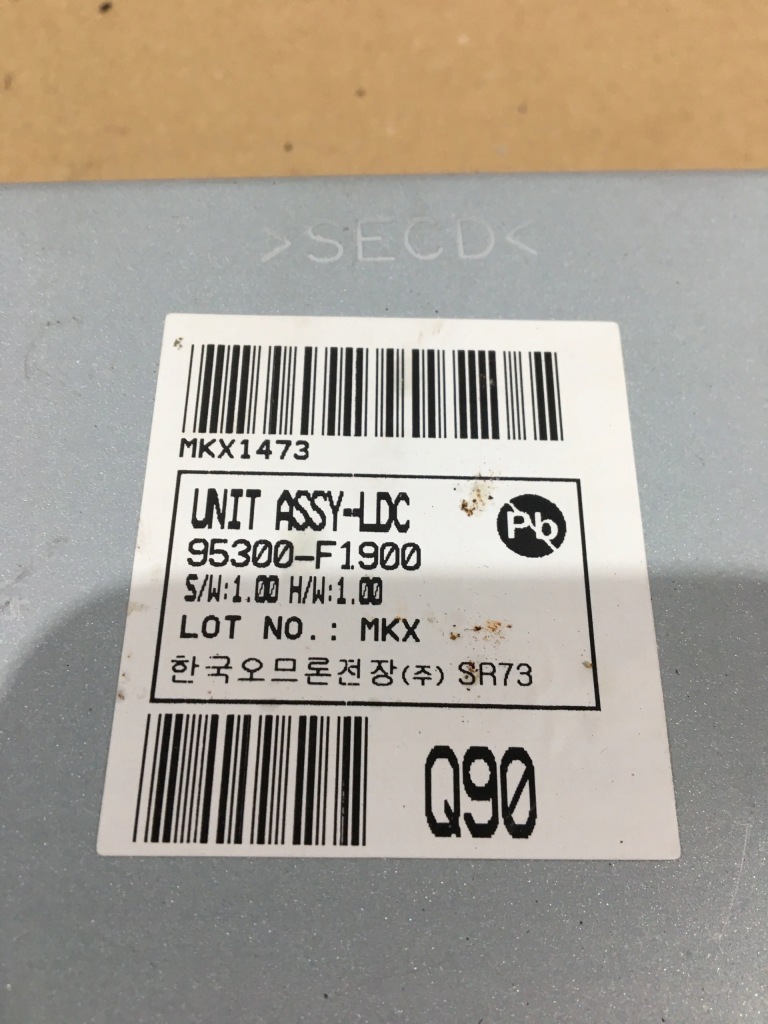 >SECD<
MKX1473
UNIT ASSY-LDC
Pb
95300-F1900
S/W:1.00 H/W:1.00
LOT NO.: MKX
한국오므론전장(주) SR73
Q90